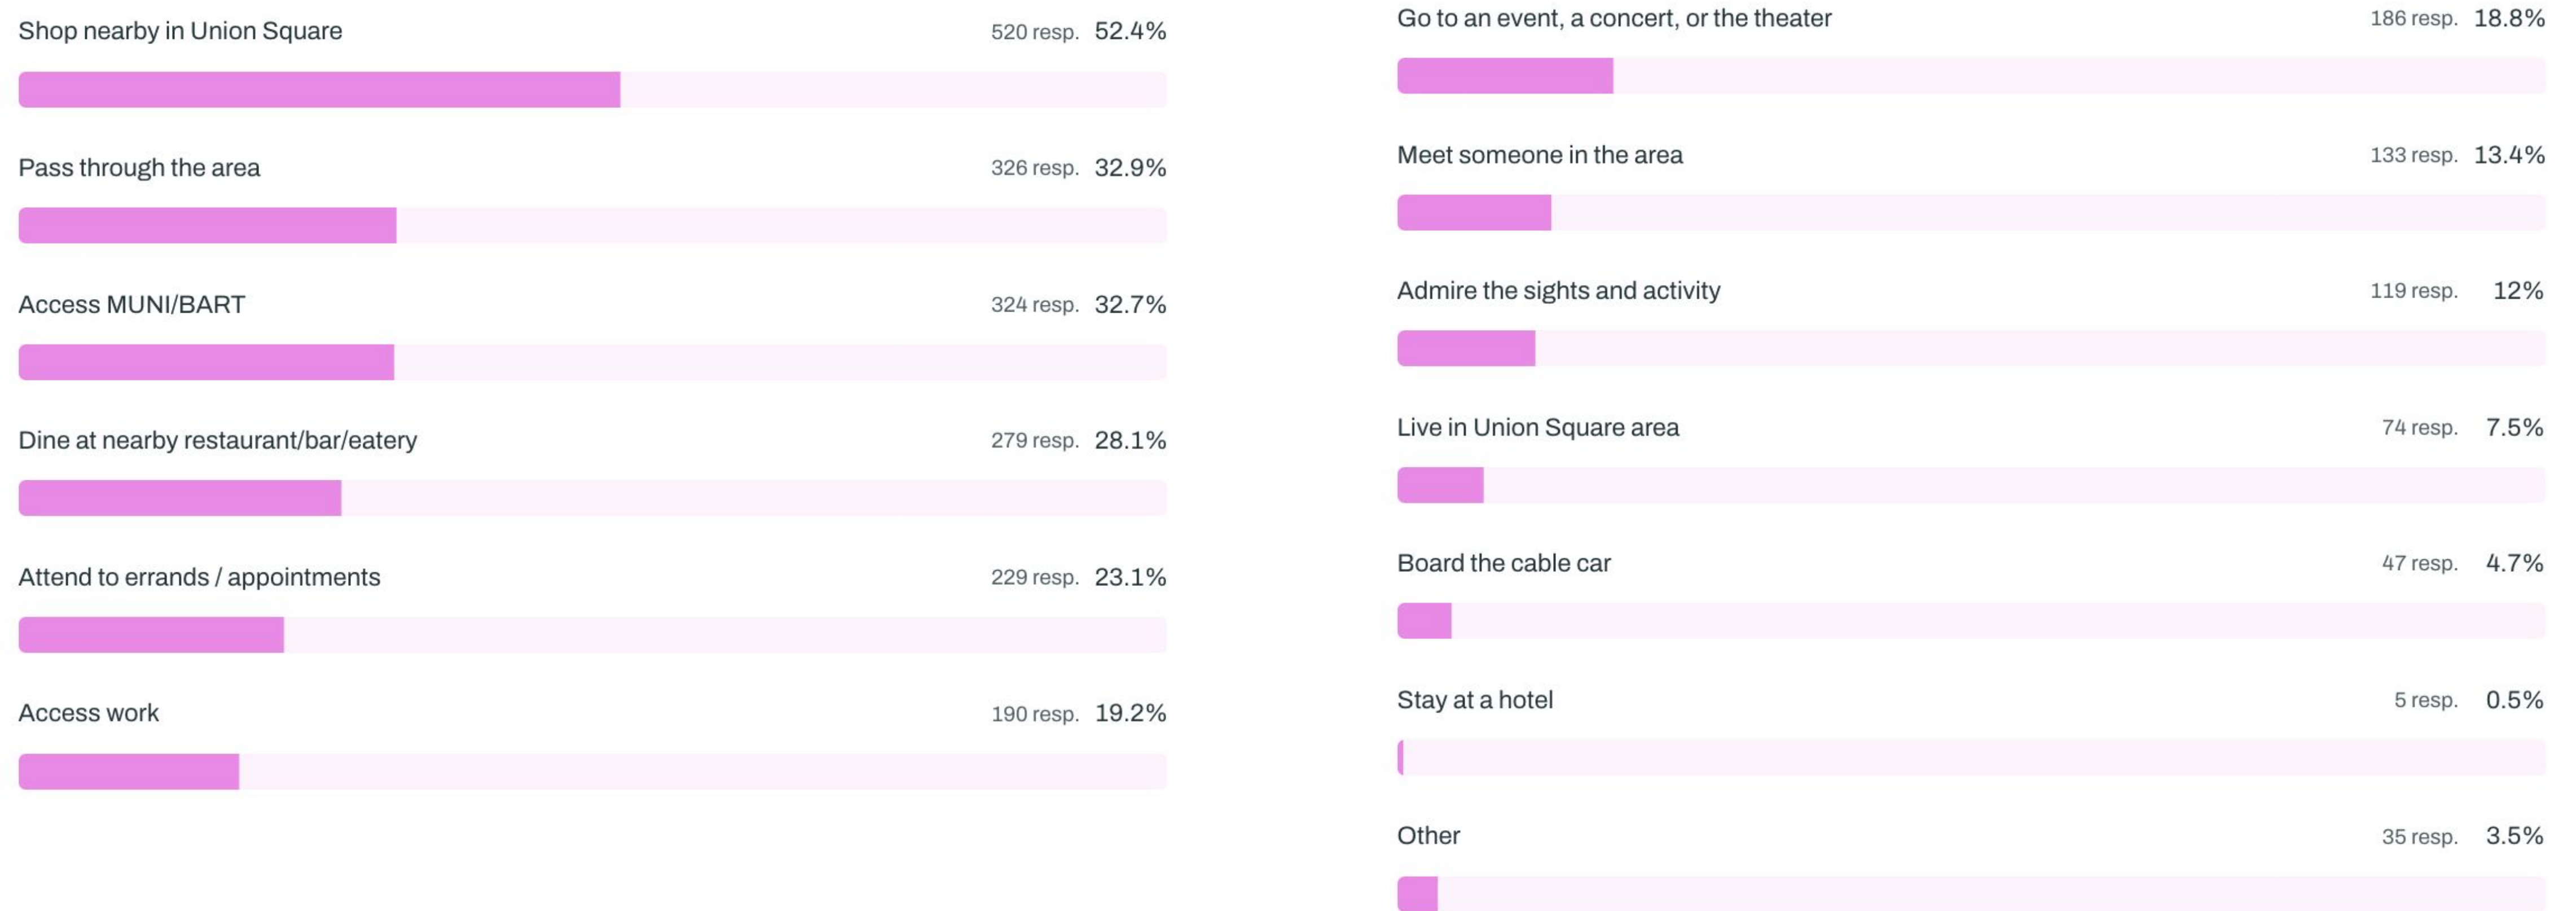 Shop nearby in Union Square 520 resp. 52.4%
Pass through the area 326 resp. 32.9%
Access MUNI/BART 324 resp. 32.7%
Dine at nearby restaurant/bar/eatery 279 resp. 28.1%
Attend to errands / appointments 229 resp. 23.1%
Access work 190 resp. 19.2%
Go to an event, a concert, or the theater 186 resp. 18.8%
Meet someone in the area 133 resp. 13.4%
Admire the sights and activity 119 resp. 12%
Live in Union Square area 74 resp. 7.5%
Board the cable car 47 resp. 4.7%
Stay at a hotel 5 resp. 0.5%
Other 35 resp. 3.5%